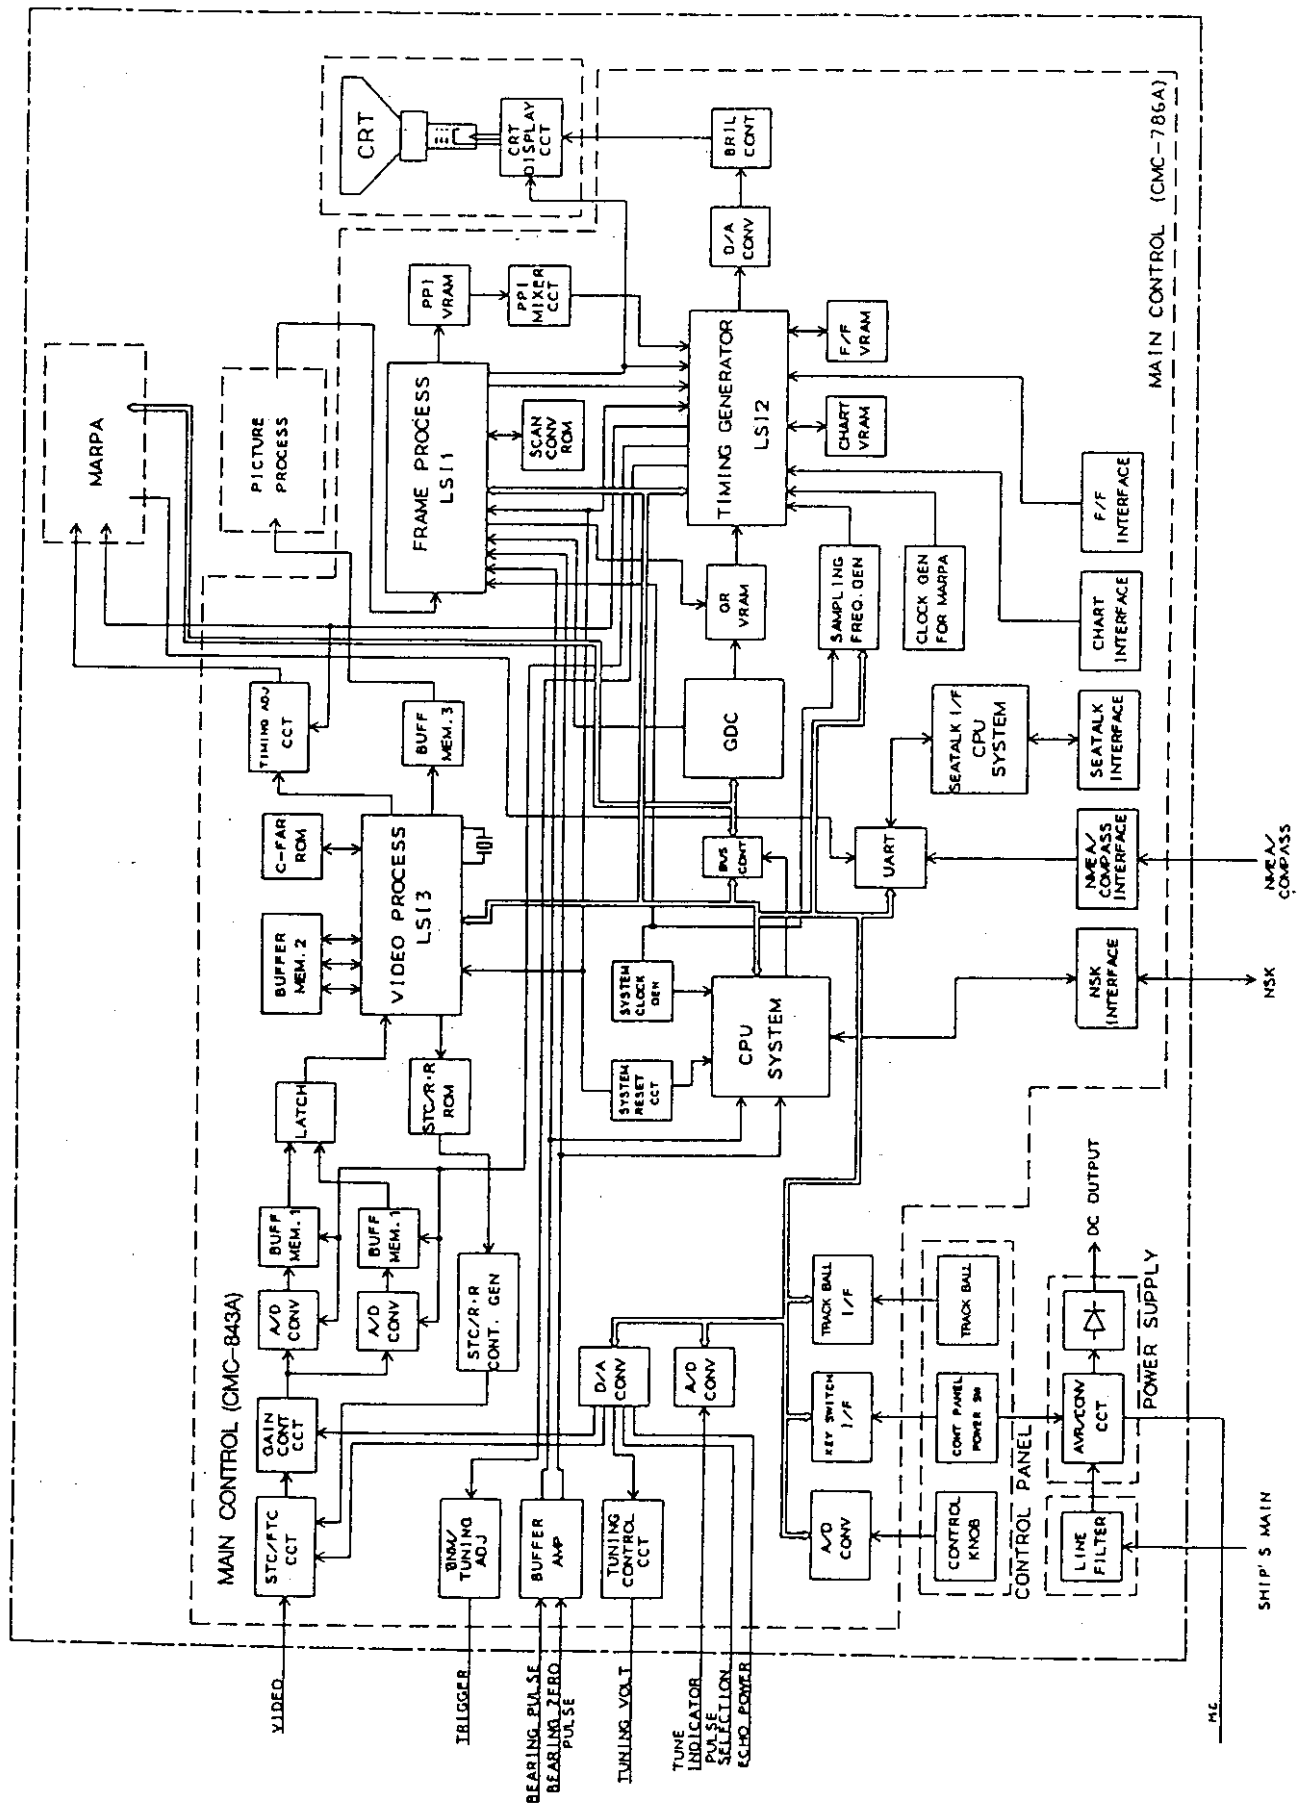 MARPA
PICTURE
PROCESS
CRT
CRT
DISPLAY
CCT
BRIL
CONT
D/A
CONV
PPI
VRAM
PPI
MIXER
CCT
FRAME PROCESS
LSI1
SCAN
CONV
ROM
TIMING GENERATOR
LSI2
F/F
VRAM
CHART
VRAM
MAIN CONTROL (CMC-786A)
TIMING ADJ
CCT
BUFF
MEM.3
C-FAR
ROM
BUFFER
MEM.2
VIDEO PROCESS
LSI3
LATCH
STC/R·R
ROM
BUFF
MEM.1
BUFF
MEM.1
A/D
CONV
A/D
CONV
STC/R·R
CONT. GEN
MAIN CONTROL (CMC-843A)
GAIN
CONT
CCT
STC/FTC
CCT
GR
VRAM
GDC
BUS
CONT
SAMPLING
FREQ.GEN
CLOCK GEN
FOR MARPA
SEATALK I/F
CPU
SYSTEM
UART
SYSTEM
CLOCK
GEN
SYSTEM
RESET
CCT
CPU
SYSTEM
F/F
INTERFACE
CHART
INTERFACE
SEATALK
INTERFACE
NMEA/
COMPASS
INTERFACE
NSK
INTERFACE
NMEA/
COMPASS
NSK
D/A
CONV
A/D
CONV
TUNING
ADJ
BUFFER
AMP
TUNING
CONTROL
CCT
TRACK BALL
I/F
KEY SWITCH
I/F
A/D
CONV
TRACK BALL
CONT PANEL
POWER SW
CONTROL
KNOB
CONTROL PANEL
DC OUTPUT
POWER SUPPLY
AVR/CONV
CCT
LINE
FILTER
SHIP'S MAIN
VIDEO
TRIGGER
BEARING PULSE
BEARING ZERO
PULSE
TUNING VOLT
TUNE
INDICATOR
PULSE
SELECTION
ECHO POWER